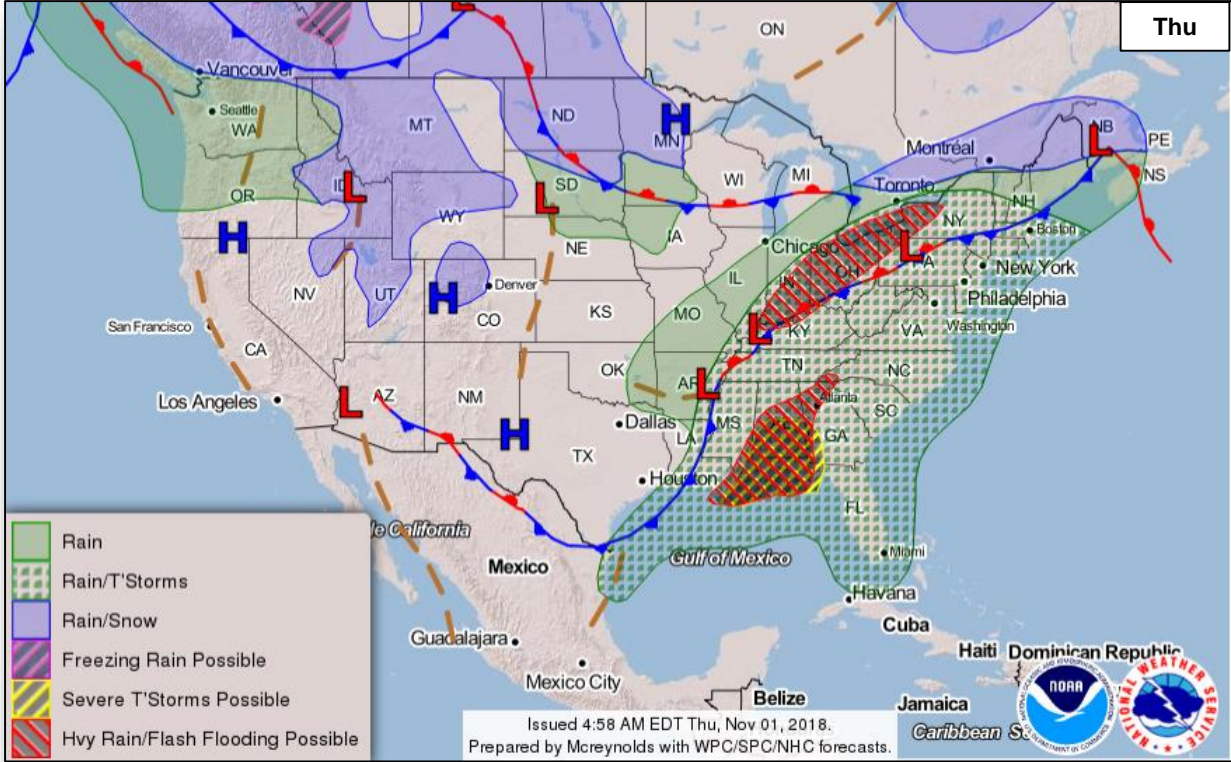 Thu
ON
Vancouver
Seattle
WA
MT
ND
MN
NB
PE
NS
Montréal
OR
ID
SD
WI
MI
Toronto
NY
NH
Boston
WY
NE
IA
Chicago
New York
PA
OH
IN
IL
NV
UT
Denver
CO
KS
MO
KY
VA
Philadelphia
Washington
San Francisco
CA
OK
TN
NC
AR
Los Angeles
AZ
NM
Dallas
LA
MS
Atlanta
GA
SC
TX
Houston
FL
Miami
California
Mexico
Gulf of Mexico
Havana
Cuba
Guadalajara
Mexico City
Haiti
Dominican Republic
Belize
Jamaica
Caribbean
H
H
H
H
L
L
L
L
L
L
L
L
Rain
Rain/T'Storms
Rain/Snow
Freezing Rain Possible
Severe T'Storms Possible
Hvy Rain/Flash Flooding Possible
Issued 4:58 AM EDT Thu, Nov 01, 2018.
Prepared by Mcreynolds with WPC/SPC/NHC forecasts.
NOAA
NATIONAL WEATHER SERVICE